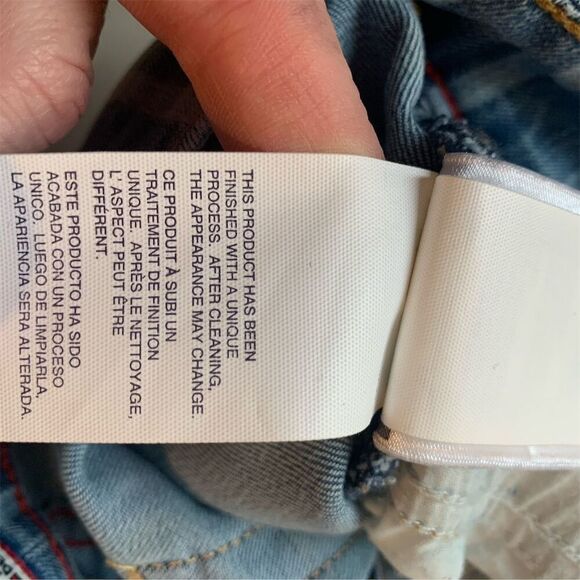 THIS PRODUCT HAS BEEN
FINISHED WITH A UNIQUE
PROCESS. AFTER CLEANING,
THE APPEARANCE MAY CHANGE.
CE PRODUIT À SUBI UN
TRAITEMENT DE FINITION
UNIQUE. APRÈS LE NETTOYAGE,
L' ASPECT PEUT ÊTRE
DIFFÉRENT.
ESTE PRODUCTO HA SIDO
ACABADA CON UN PROCESO
UNICO. LUEGO DE LIMPIARLA,
LA APARIENCIA SERA ALTERADA.